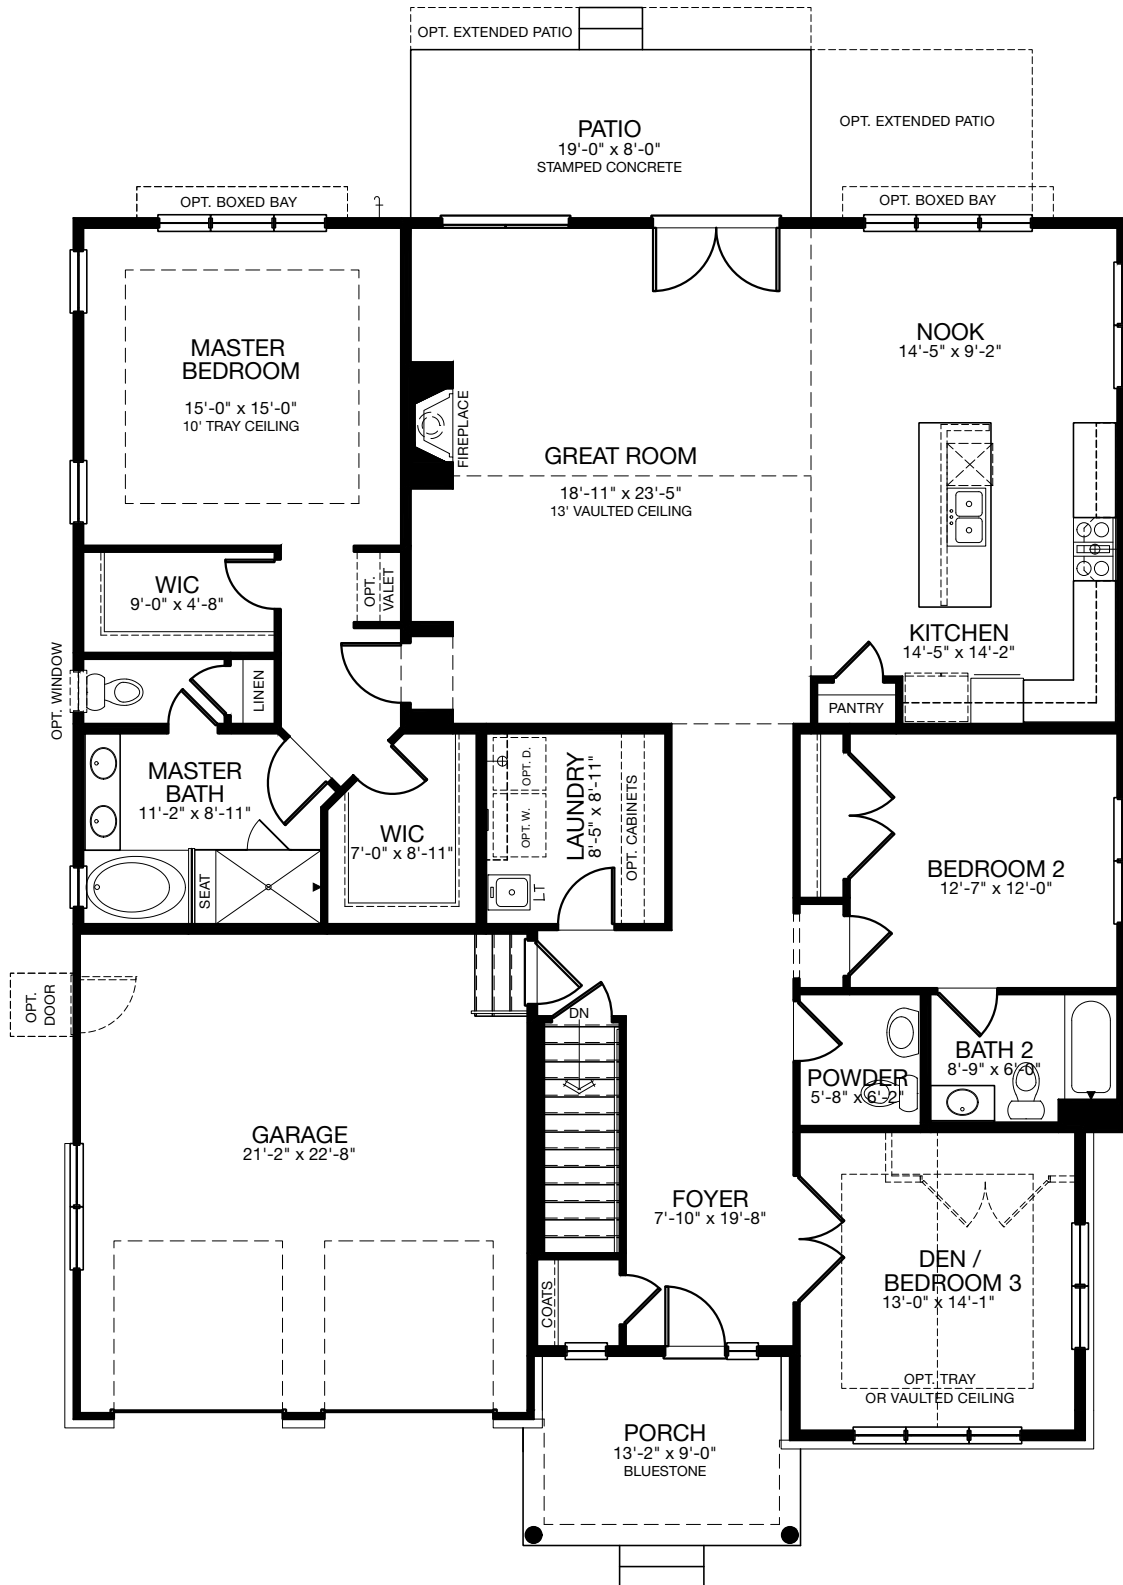 OPT. EXTENDED PATIO
PATIO
19'-0" x 8'-0"
STAMPED CONCRETE
OPT. EXTENDED PATIO
OPT. BOXED BAY
OPT. BOXED BAY
MASTER
BEDROOM
15'-0" x 15'-0"
10' TRAY CEILING
FIREPLACE
GREAT ROOM
18'-11" x 23'-5"
13' VAULTED CEILING
NOOK
14'-5" x 9'-2"
WIC
9'-0" x 4'-8"
OPT.
VALET
KITCHEN
14'-5" x 14'-2"
PANTRY
OPT. WINDOW
LINEN
MASTER
BATH
11'-2" x 8'-11"
SEAT
WIC
7'-0" x 8'-11"
OPT. D.
OPT. W.
LAUNDRY
8'-5" x 8'-11"
OPT. CABINETS
LT
BEDROOM 2
12'-7" x 12'-0"
OPT.
DOOR
DN
POWDER
5'-8" x 6'-2"
BATH 2
8'-9" x 6'-0"
GARAGE
21'-2" x 22'-8"
FOYER
7'-10" x 19'-8"
COATS
DEN /
BEDROOM 3
13'-0" x 14'-1"
OPT. TRAY
OR VAULTED CEILING
PORCH
13'-2" x 9'-0"
BLUESTONE